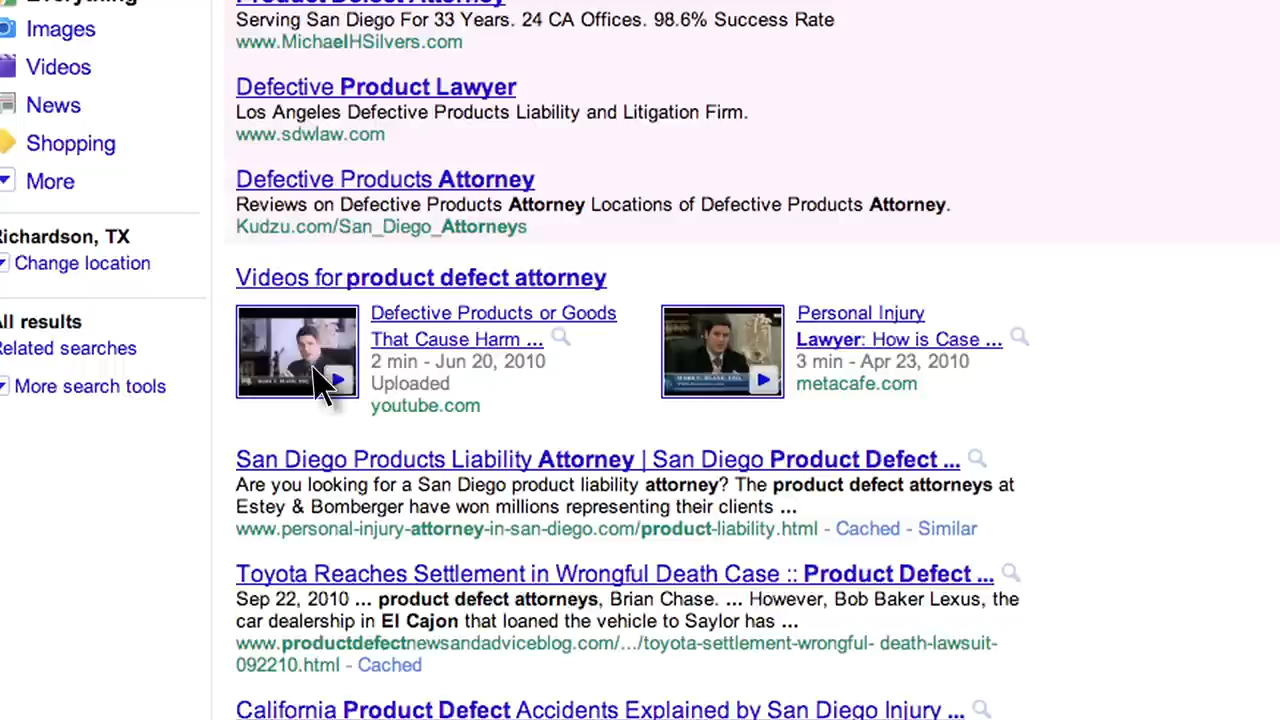 Everything
Images
Videos
News
Shopping
More
Richardson, TX
Change location
All results
Related searches
More search tools
Product Defect Attorney
Serving San Diego For 33 Years. 24 CA Offices. 98.6% Success Rate
www.MichaelHSilvers.com
Defective Product Lawyer
Los Angeles Defective Products Liability and Litigation Firm.
www.sdwlaw.com
Defective Products Attorney
Reviews on Defective Products Attorney Locations of Defective Products Attorney.
Kudzu.com/San_Diego_Attorneys
Videos for product defect attorney
Defective Products or Goods
That Cause Harm ...
2 min - Jun 20, 2010
Uploaded
youtube.com
Personal Injury
Lawyer: How is Case ...
3 min - Apr 23, 2010
metacafe.com
San Diego Products Liability Attorney | San Diego Product Defect ...
Are you looking for a San Diego product liability attorney? The product defect attorneys at
Estey & Bomberger have won millions representing their clients ...
www.personal-injury-attorney-in-san-diego.com/product-liability.html - Cached - Similar
Toyota Reaches Settlement in Wrongful Death Case :: Product Defect ...
Sep 22, 2010 ... product defect attorneys, Brian Chase. ... However, Bob Baker Lexus, the
car dealership in El Cajon that loaned the vehicle to Saylor has ...
www.productdefectnewsandadviceblog.com/.../toyota-settlement-wrongful- death-lawsuit-
092210.html - Cached
California Product Defect Accidents Explained by San Diego Injury ...